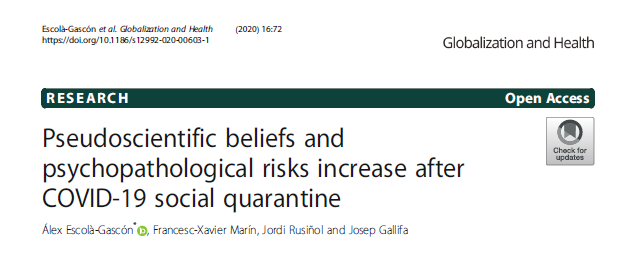 Escolà-Gascón et al. Globalization and Health (2020) 16:72
https://doi.org/10.1186/s12992-020-00603-1
Globalization and Health
RESEARCH Open Access
Pseudoscientific beliefs and
psychopathological risks increase after
COVID-19 social quarantine
Check for
updates
Álex Escolà-Gascón*, Francesc-Xavier Marín, Jordi Rusiñol and Josep Gallifa